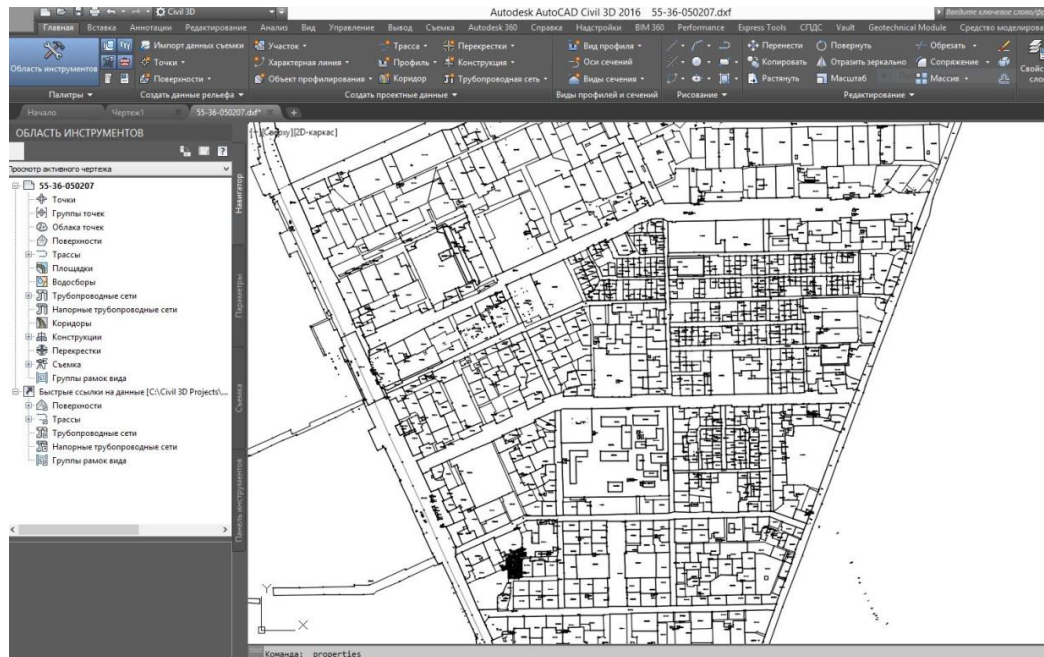 Civil 3D
Autodesk AutoCAD Civil 3D 2016 55-36-050207.dxf
Введите ключевое слово/фр
Главная Вставка Аннотации Редактирование Анализ Вид Управление Вывод Съемка Autodesk 360 Справка Надстройки BIM 360 Performance Express Tools СПДС Vault Geotechnical Module Средство моделирова
Область инструментов
Импорт данных съемки
Точки
Поверхности
Участок
Характерная линия
Объект профилирования
Трасса
Профиль
Коридор
Перекрестки
Конструкция
Трубопроводная сеть
Вид профиля
Оси сечений
Виды сечения
Перенести
Копировать
Растянуть
Повернуть
Отразить зеркально
Масштаб
Обрезать
Сопряжение
Массив
Свойс
сло
Палитры
Создать данные рельефа
Создать проектные данные
Виды профилей и сечений
Рисование
Редактирование
Начало Чертеж1 55-36-050207.dxf*
ОБЛАСТЬ ИНСТРУМЕНТОВ
Просмотр активного чертежа
55-36-050207
Точки
Группы точек
Облака точек
Поверхности
Трассы
Площадки
Водосборы
Трубопроводные сети
Напорные трубопроводные сети
Коридоры
Конструкции
Перекрестки
Съемка
Группы рамок вида
Быстрые ссылки на данные [C:\Civil 3D Projects\...
Поверхности
Трассы
Трубопроводные сети
Напорные трубопроводные сети
Группы рамок вида
Навигатор
Параметры
Съемка
Панель инструментов
[–][Сверху][2D-каркас]
Y
X
Команда: properties